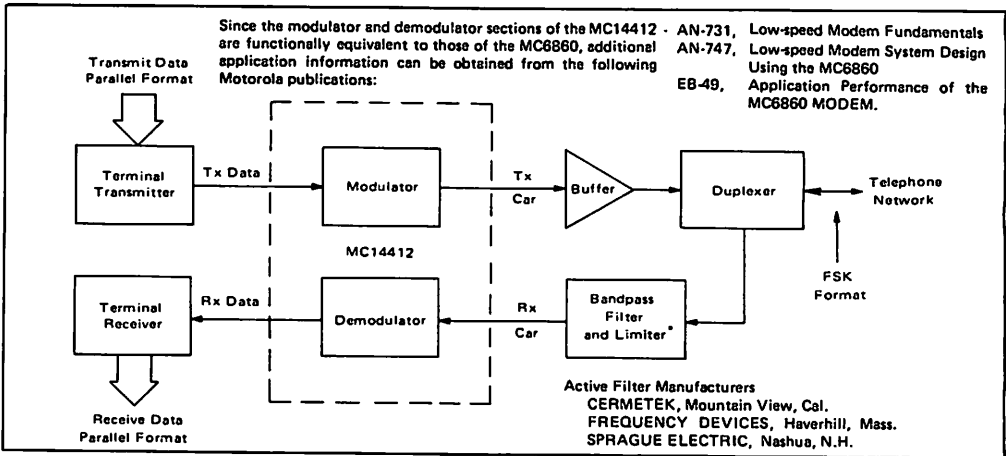 Since the modulator and demodulator sections of the MC14412
are functionally equivalent to those of the MC6860, additional
application information can be obtained from the following
Motorola publications:
- AN-731, Low-speed Modem Fundamentals
AN-747, Low-speed Modem System Design
Using the MC6860
EB-49, Application Performance of the
MC6860 MODEM.
Transmit Data
Parallel Format
Terminal
Transmitter
Tx Data
Modulator
Tx
Car
Buffer
Duplexer
Telephone
Network
MC14412
FSK
Format
Terminal
Receiver
Rx Data
Demodulator
Rx
Car
Bandpass
Filter
and Limiter*
Receive Data
Parallel Format
Active Filter Manufacturers
CERMETEK, Mountain View, Cal.
FREQUENCY DEVICES, Haverhill, Mass.
SPRAGUE ELECTRIC, Nashua, N.H.